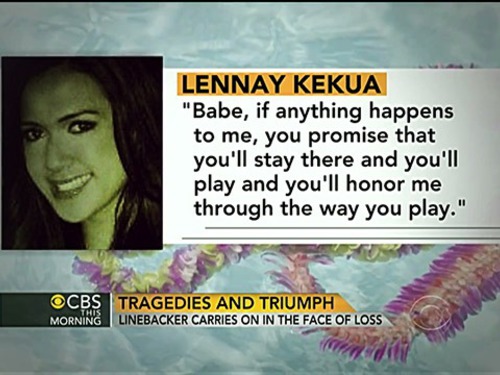 LENNAY KEKUA
"Babe, if anything happens
to me, you promise that
you'll stay there and you'll
play and you'll honor me
through the way you play."
CBS
THIS
MORNING
TRAGEDIES AND TRIUMPH
LINEBACKER CARRIES ON IN THE FACE OF LOSS